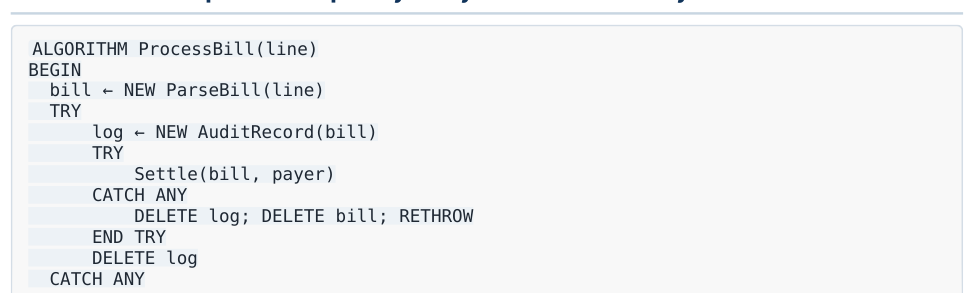 ALGORITHM ProcessBill(line)
BEGIN
  bill ← NEW ParseBill(line)
  TRY
      log ← NEW AuditRecord(bill)
      TRY
          Settle(bill, payer)
      CATCH ANY
          DELETE log; DELETE bill; RETHROW
      END TRY
      DELETE log
  CATCH ANY